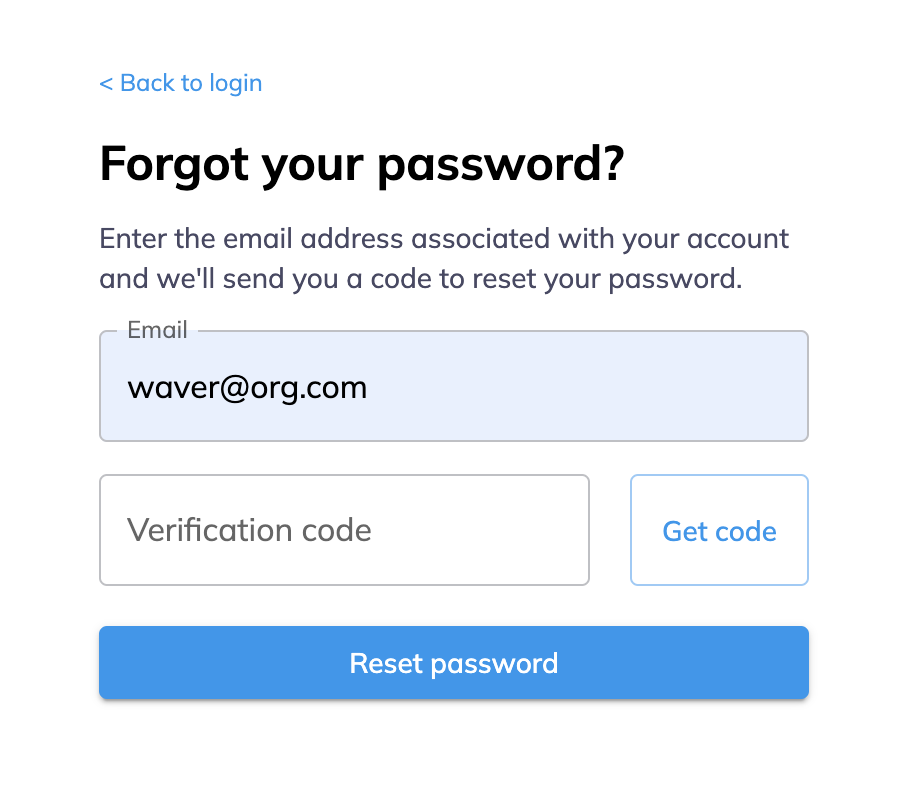 < Back to login
Forgot your password?
Enter the email address associated with your account
and we'll send you a code to reset your password.
Email
waver@org.com
Verification code
Get code
Reset password